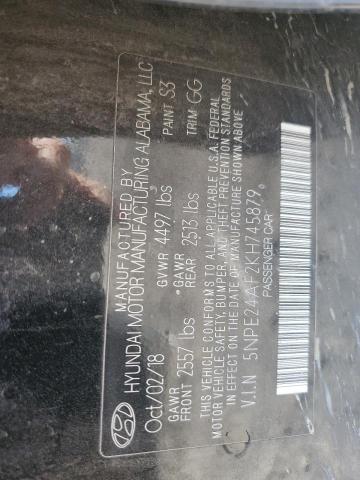 MANUFACTURED BY
HYUNDAI MOTOR MANUFACTURING ALABAMA, LLC
Oct/02/18 GVWR 4497 lbs PAINT S3
GAWR FRONT 2557 lbs GAWR REAR 2513 lbs TRIM GG
THIS VEHICLE CONFORMS TO ALL APPLICABLE U.S.A. FEDERAL
MOTOR VEHICLE SAFETY, BUMPER, AND THEFT PREVENTION STANDARDS
IN EFFECT ON THE DATE OF MANUFACTURE SHOWN ABOVE
V.I.N 5NPE24AF2KH745879
PASSENGER CAR